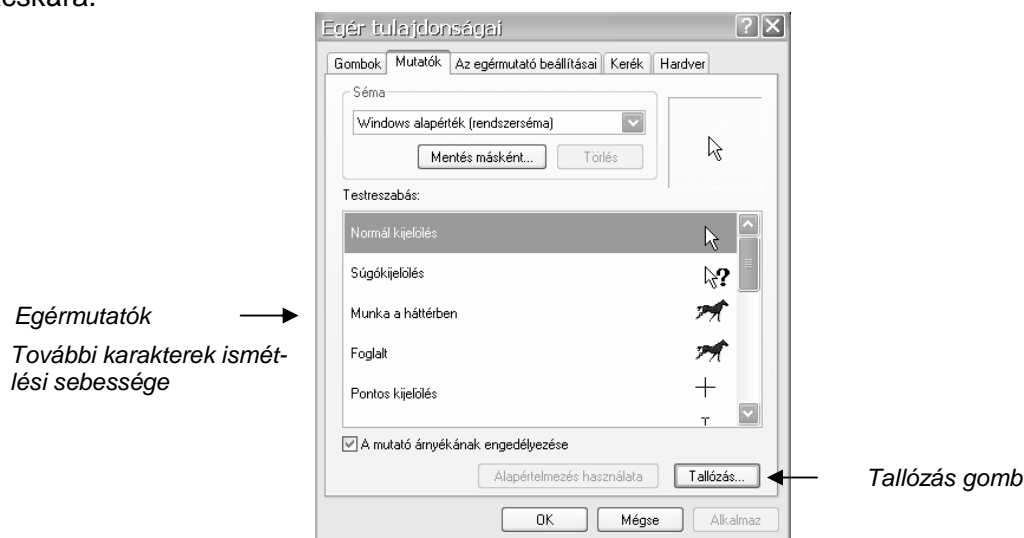 Egér tulajdonságai
Gombok Mutatók Az egérmutató beállításai Kerék Hardver
Séma
Windows alapérték (rendszerséma)
Mentés másként... Törlés
Testreszabás:
Normál kijelölés
Súgókijelölés
Munka a háttérben
Foglalt
Pontos kijelölés
A mutató árnyékának engedélyezése
Alapértelmezés használata Tallózás...
OK Mégse Alkalmaz
Egérmutatók
További karakterek ismét-
lési sebessége
Tallózás gomb